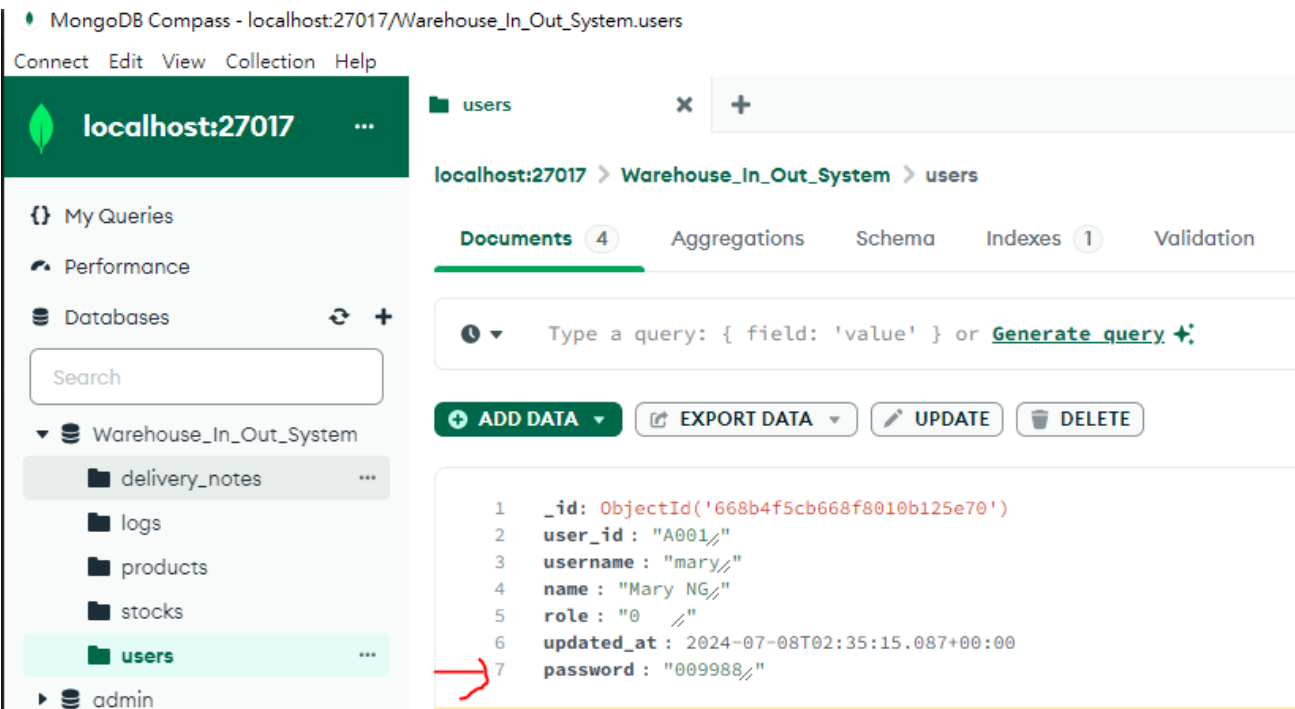 MongoDB Compass - localhost:27017/Warehouse_In_Out_System.users
Connect Edit View Collection Help
localhost:27017 ...
My Queries
Performance
Databases
Search
Warehouse_In_Out_System
delivery_notes ...
logs
products
stocks
users ...
admin
users
localhost:27017 > Warehouse_In_Out_System > users
Documents 4 Aggregations Schema Indexes 1 Validation
Type a query: { field: 'value' } or Generate query
ADD DATA EXPORT DATA UPDATE DELETE
1 _id: ObjectId('668b4f5cb668f8010b125e70')
2 user_id : "A001"
3 username : "mary"
4 name : "Mary NG"
5 role : "0"
6 updated_at : 2024-07-08T02:35:15.087+00:00
7 password : "009988"